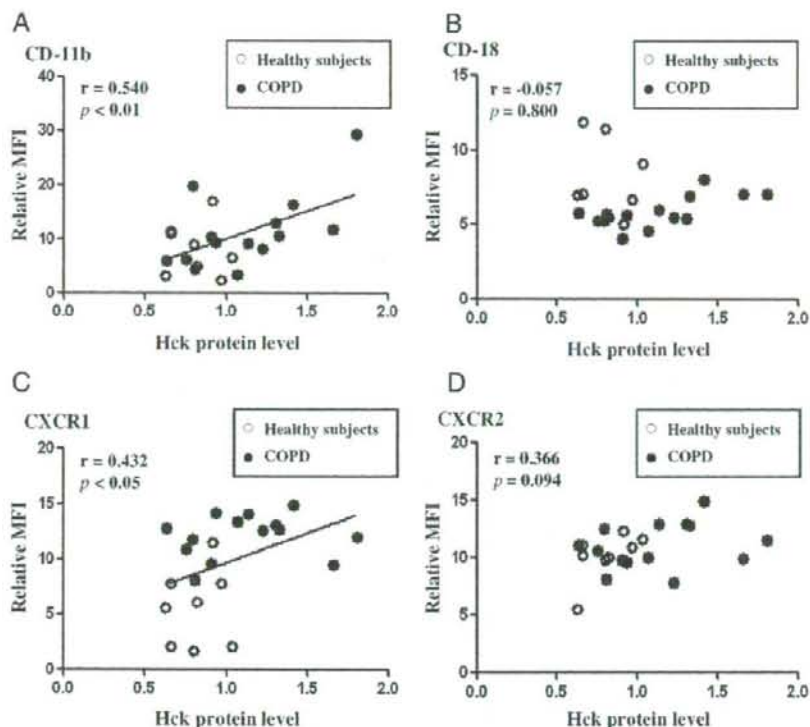 A
CD-11b
r = 0.540
p < 0.01
Healthy subjects
COPD
Relative MFI
40
30
20
10
0
0.0 0.5 1.0 1.5 2.0
Hck protein level
B
CD-18
r = -0.057
p = 0.800
Healthy subjects
COPD
Relative MFI
15
10
5
0
0.0 0.5 1.0 1.5 2.0
Hck protein level
C
CXCR1
r = 0.432
p < 0.05
Healthy subjects
COPD
Relative MFI
20
15
10
5
0
0.0 0.5 1.0 1.5 2.0
Hck protein level
D
CXCR2
r = 0.366
p = 0.094
Healthy subjects
COPD
Relative MFI
20
15
10
5
0
0.0 0.5 1.0 1.5 2.0
Hck protein level